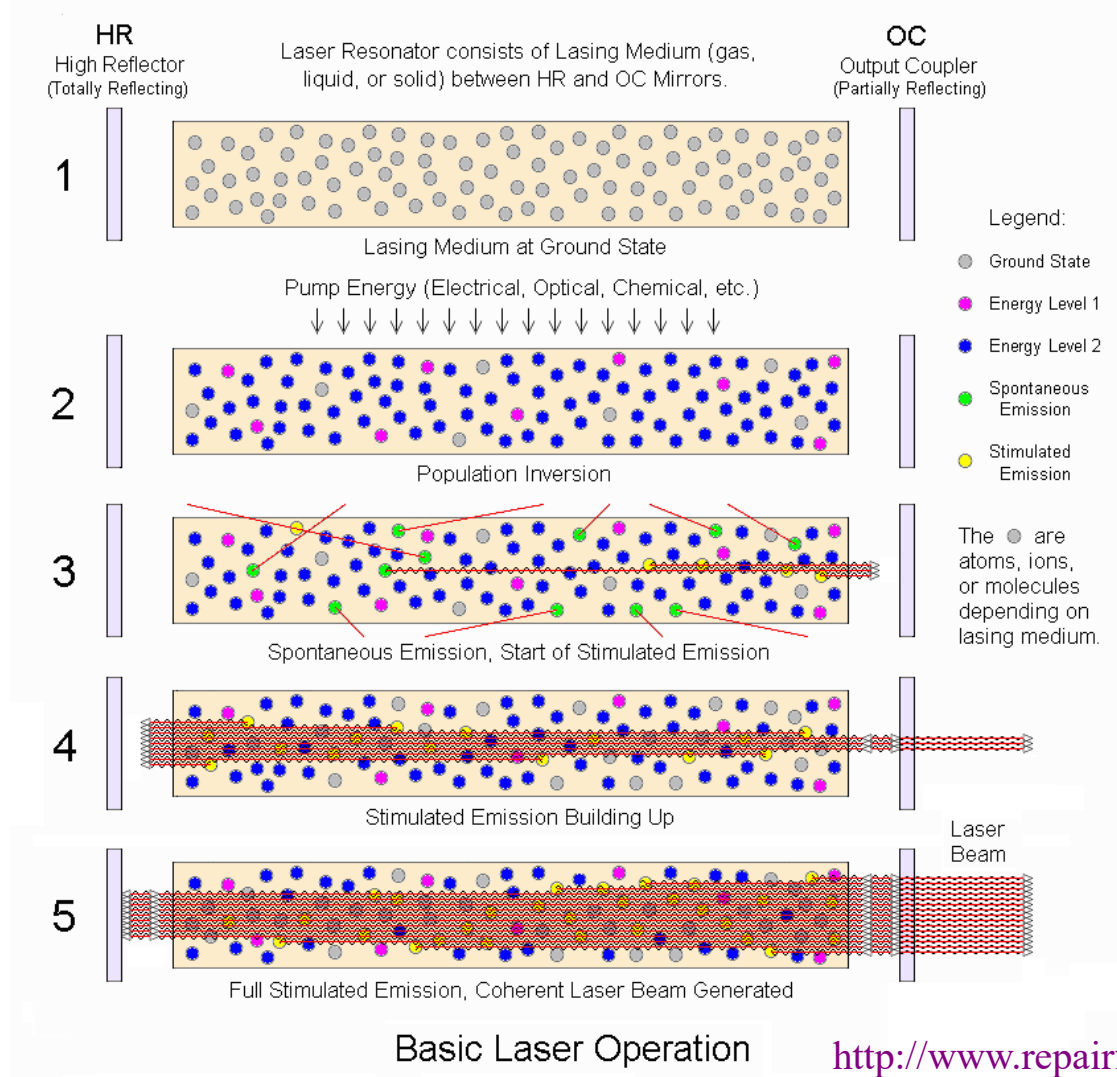 HR
High Reflector
(Totally Reflecting)
Laser Resonator consists of Lasing Medium (gas,
liquid, or solid) between HR and OC Mirrors.
OC
Output Coupler
(Partially Reflecting)
1
Lasing Medium at Ground State
Pump Energy (Electrical, Optical, Chemical, etc.)
2
Population Inversion
3
Spontaneous Emission, Start of Stimulated Emission
4
Stimulated Emission Building Up
5
Full Stimulated Emission, Coherent Laser Beam Generated
Legend:
Ground State
Energy Level 1
Energy Level 2
Spontaneous
Emission
Stimulated
Emission
The are
atoms, ions,
or molecules
depending on
lasing medium.
Laser
Beam
Basic Laser Operation
http://www.repair